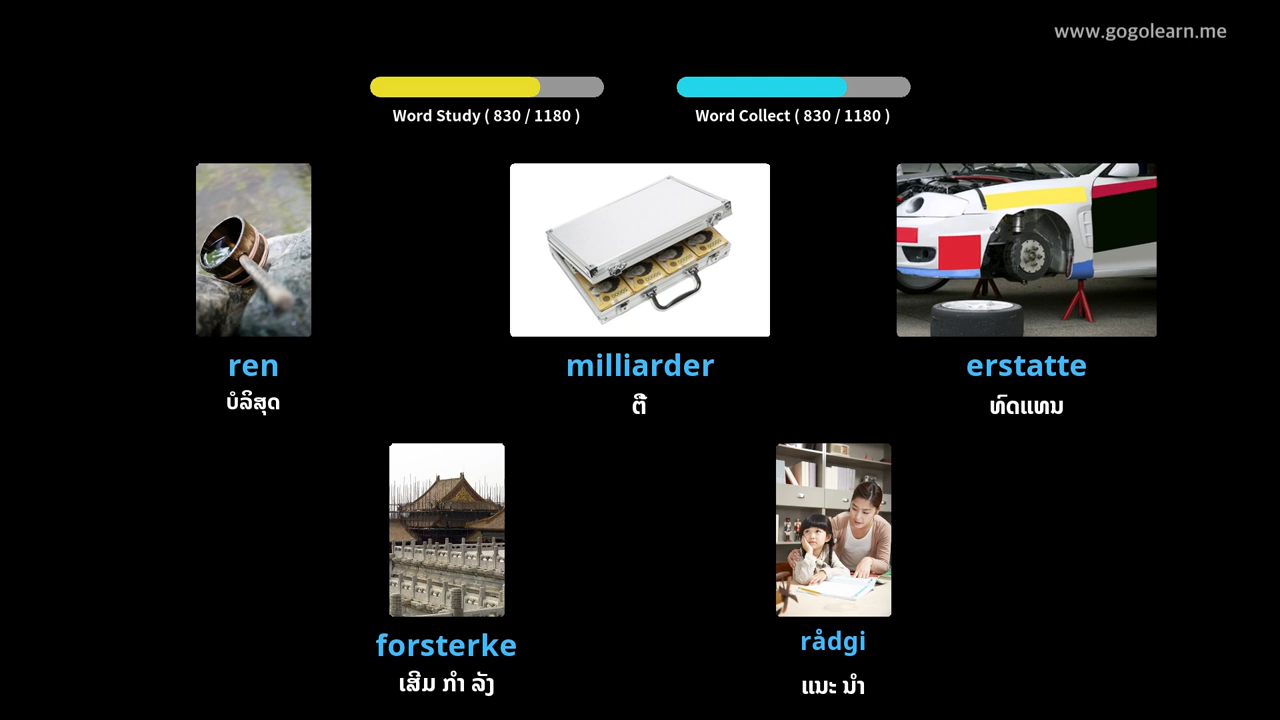 www.gogolearn.me
Word Study ( 830 / 1180 )
Word Collect ( 830 / 1180 )
ren
ບໍລິສຸດ
milliarder
ຕື້
erstatte
ທົດແທນ
forsterke
ເສີມ ກຳ ລັງ
rådgi
ແນະ ນຳ